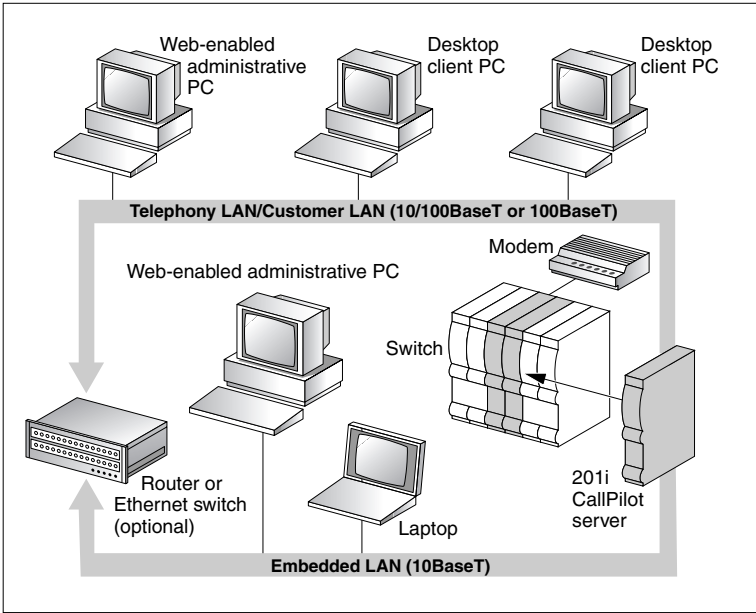 Web-enabled
administrative
PC
Desktop
client PC
Desktop
client PC
Telephony LAN/Customer LAN (10/100BaseT or 100BaseT)
Modem
Web-enabled administrative PC
Switch
Router or
Ethernet switch
(optional)
Laptop
201i
CallPilot
server
Embedded LAN (10BaseT)